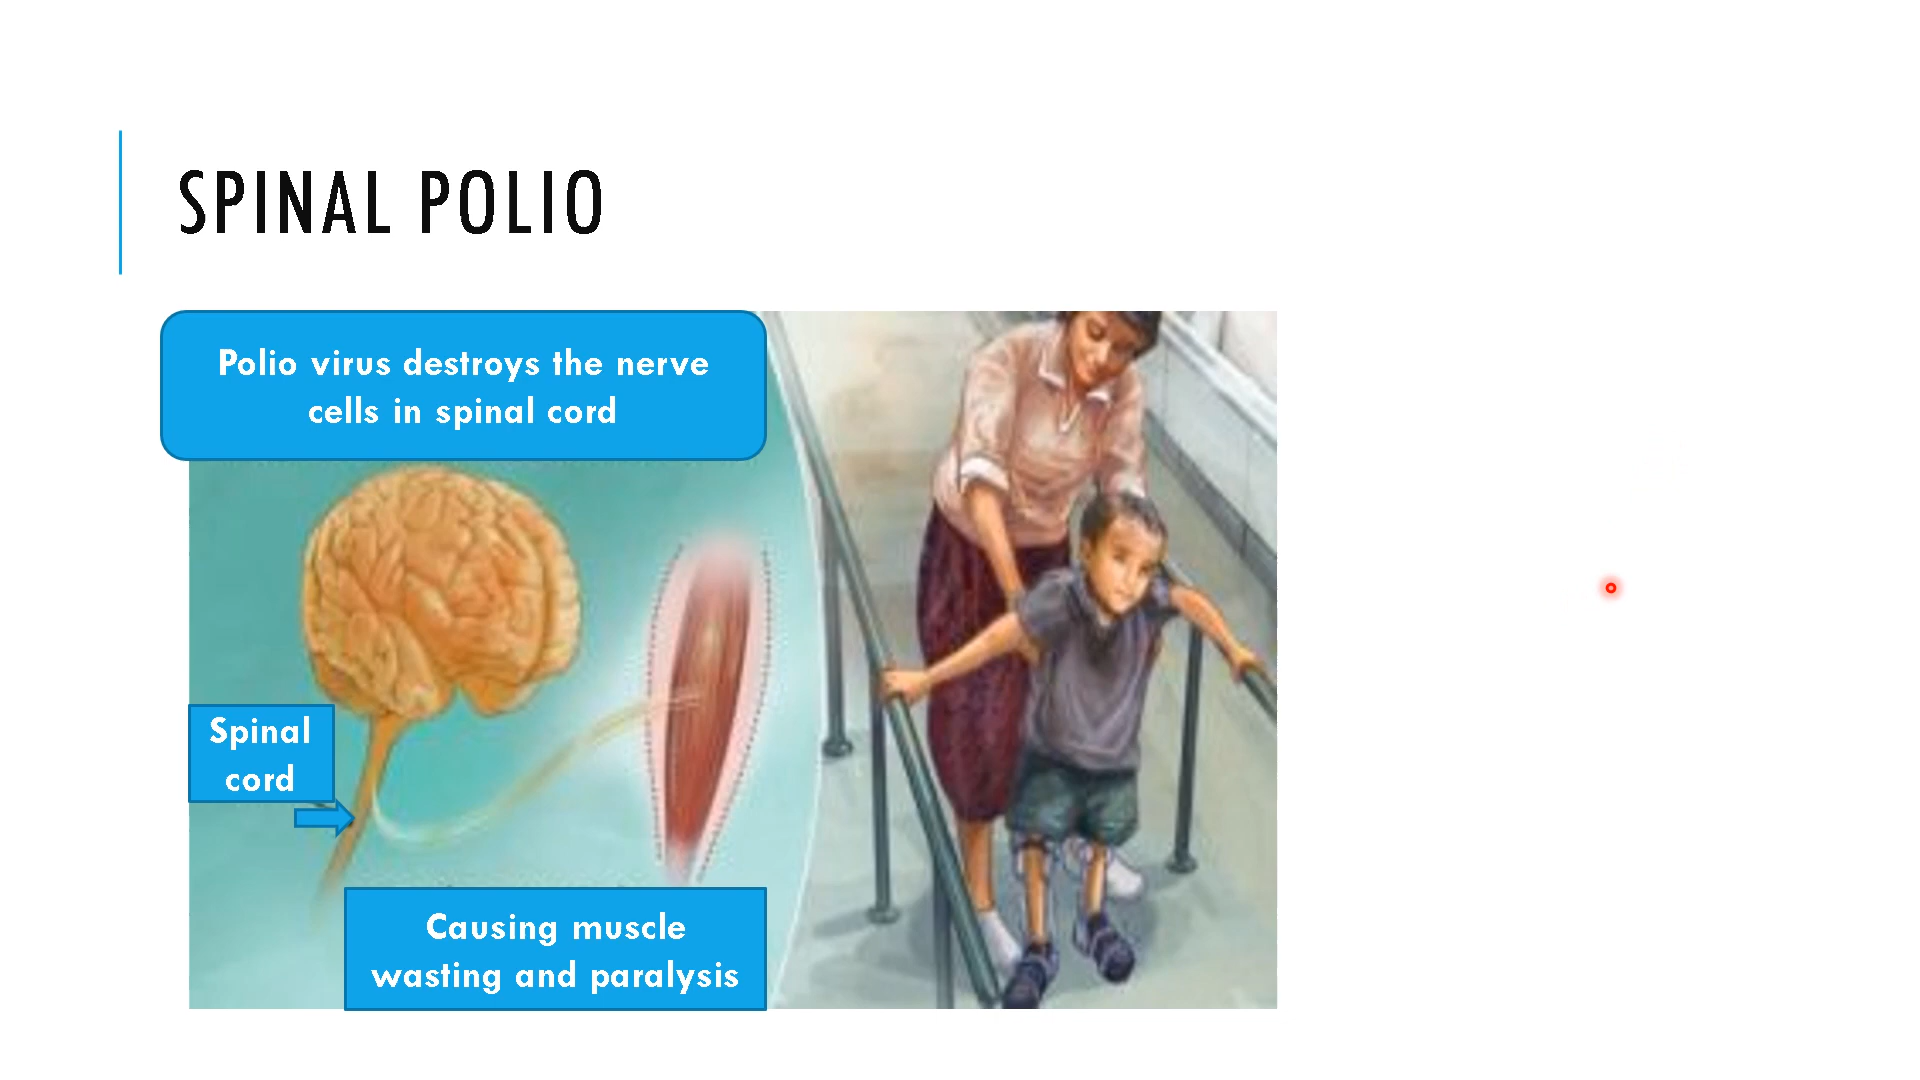 SPINAL POLIO
Polio virus destroys the nerve
cells in spinal cord
Spinal
cord
Causing muscle
wasting and paralysis